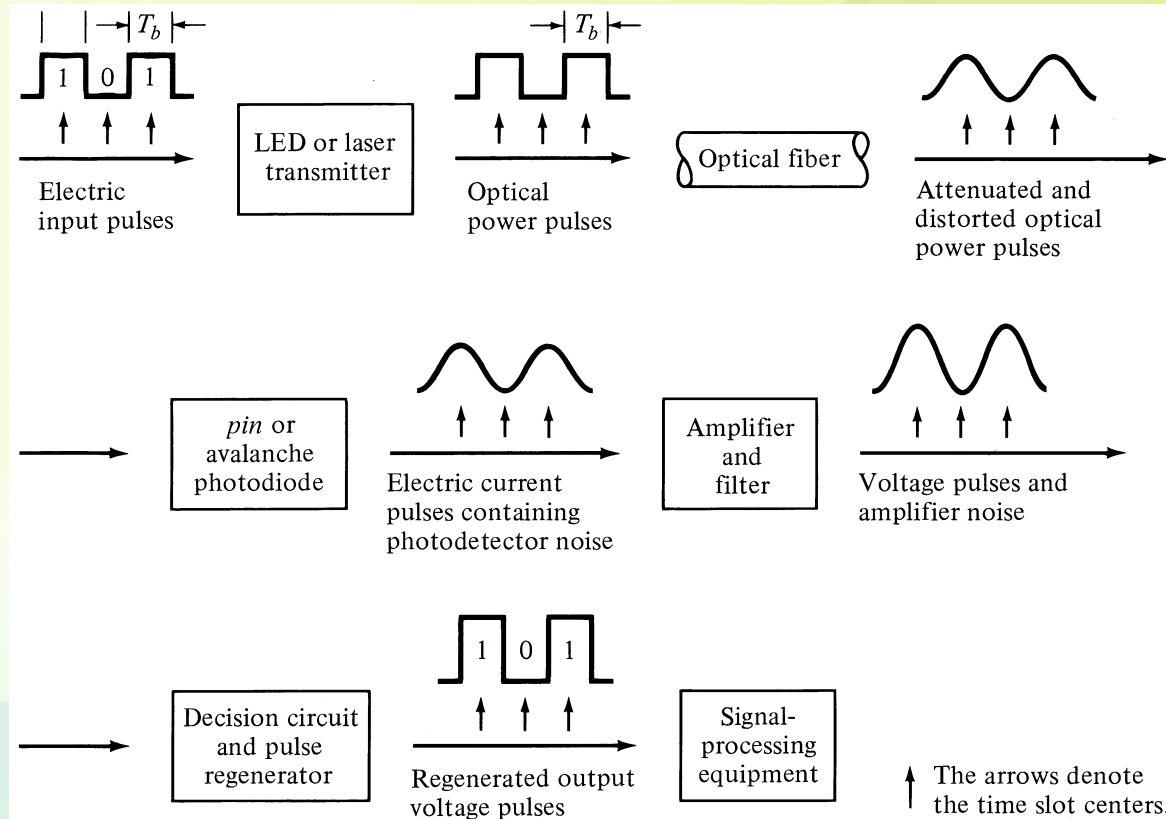 T_b
1 0 1
Electric
input pulses
LED or laser
transmitter
T_b
Optical
power pulses
Optical fiber
Attenuated and
distorted optical
power pulses
pin or
avalanche
photodiode
Electric current
pulses containing
photodetector noise
Amplifier
and
filter
Voltage pulses and
amplifier noise
Decision circuit
and pulse
regenerator
1 0 1
Regenerated output
voltage pulses
Signal-
processing
equipment
The arrows denote
the time slot centers.